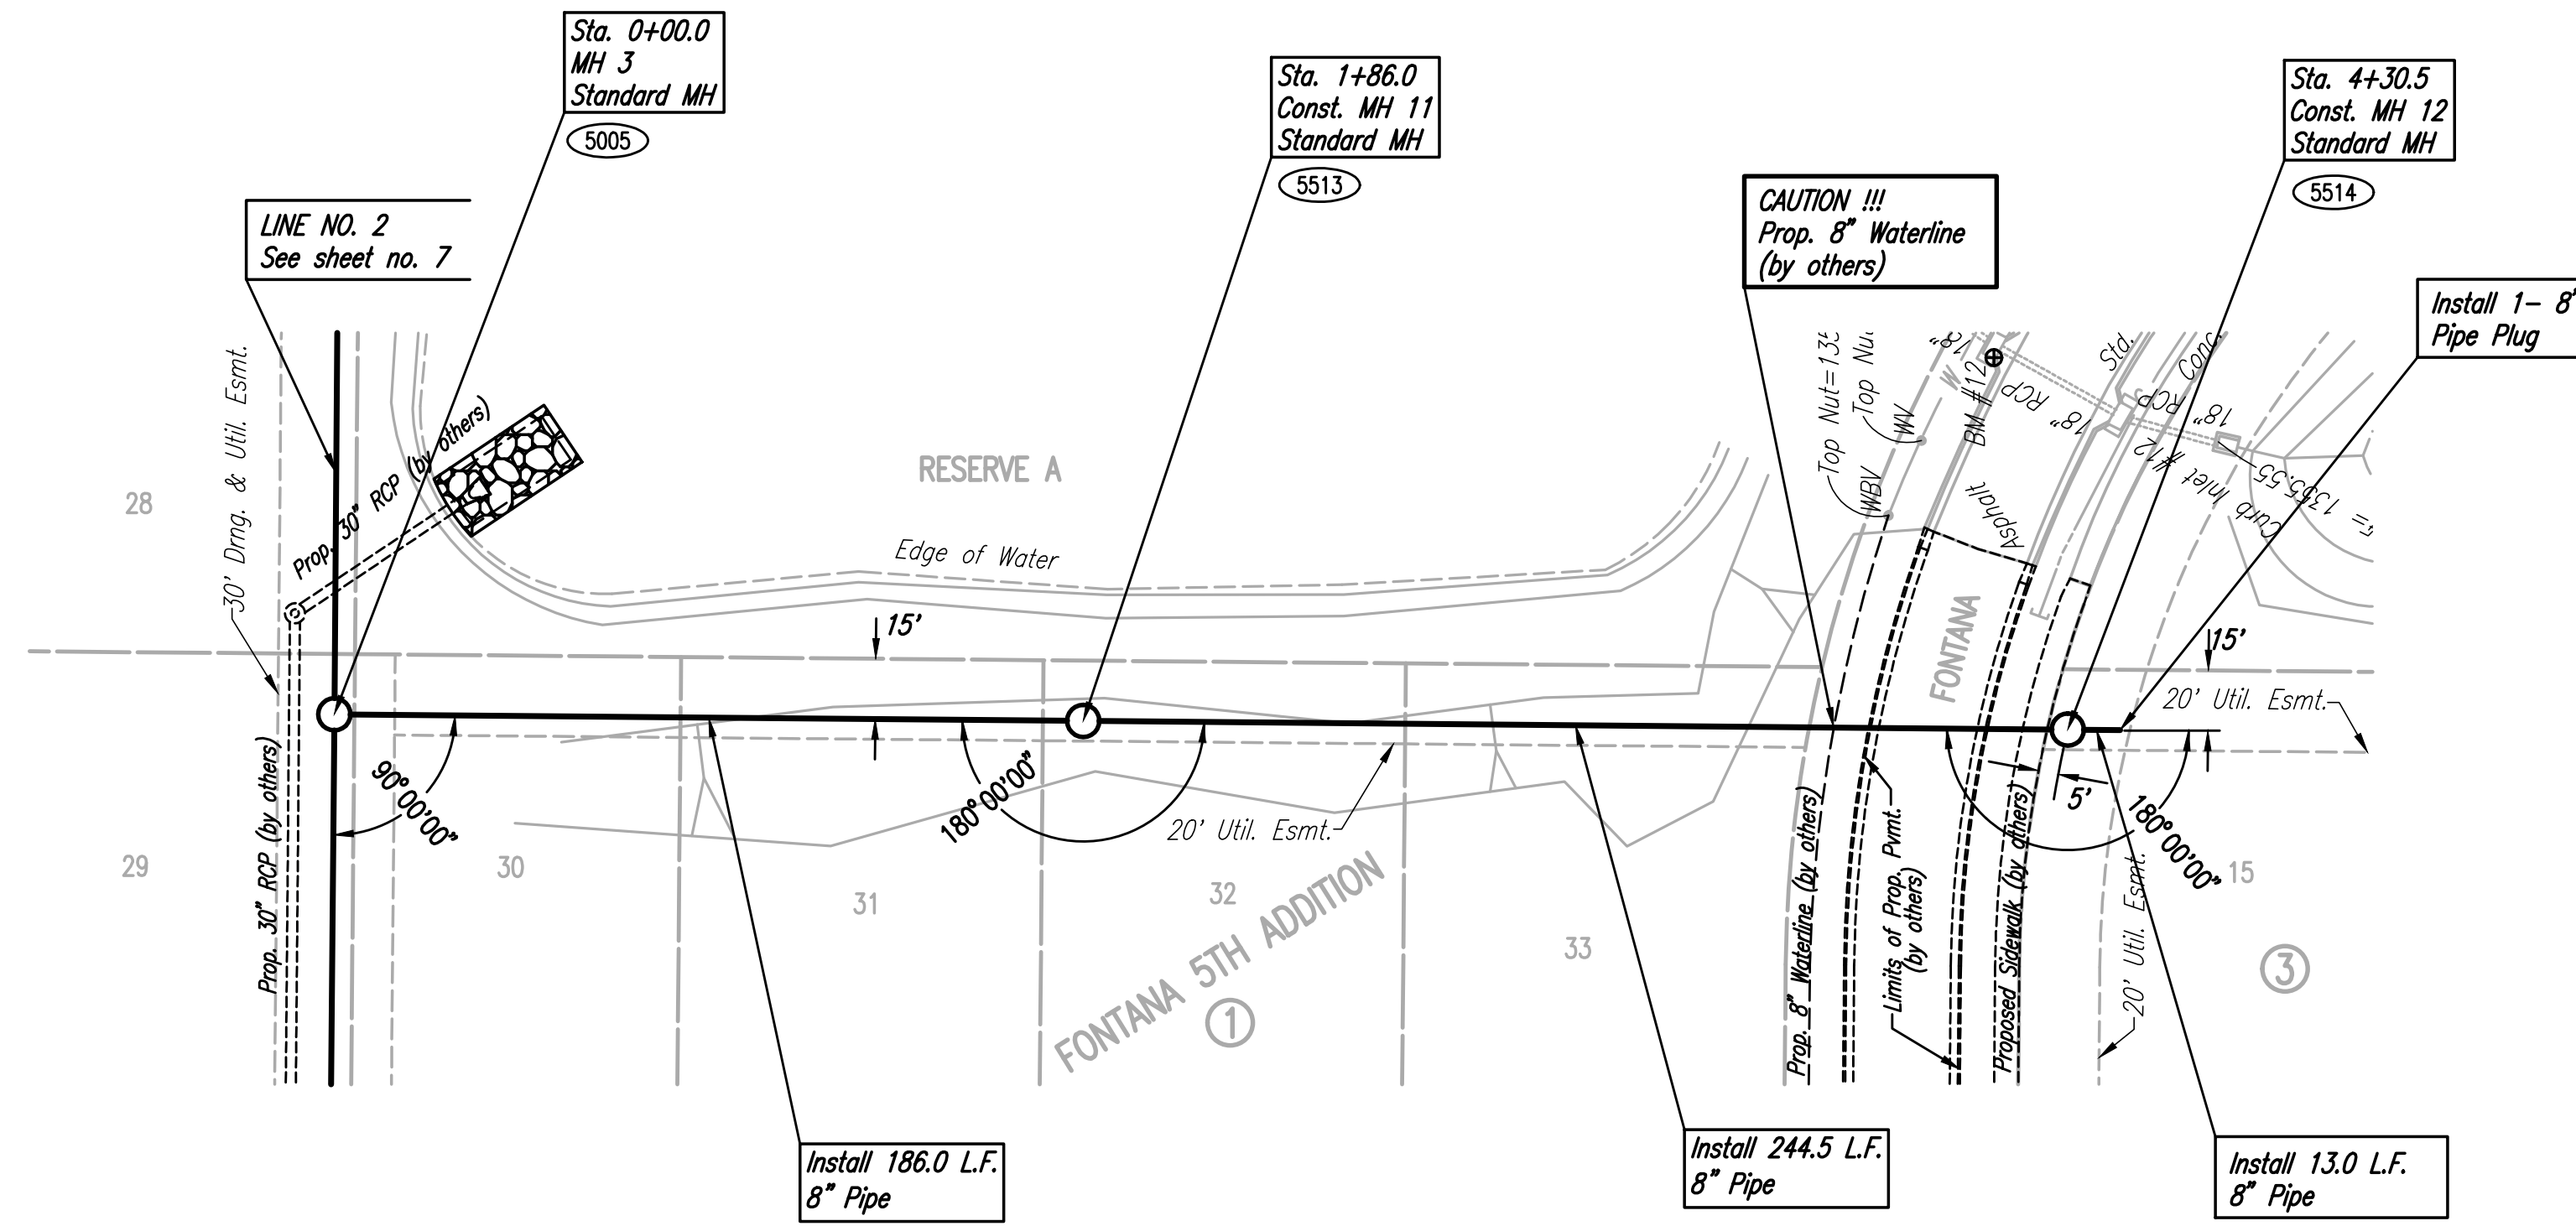 Sta. 0+00.0
MH 3
Standard MH
5005
Sta. 1+86.0
Const. MH 11
Standard MH
5513
Sta. 4+30.5
Const. MH 12
Standard MH
5514
LINE NO. 2
See sheet no. 7
CAUTION !!!
Prop. 8" Waterline
(by others)
Install 1- 8"
Pipe Plug
30' Drng. & Util. Esmt.
Prop. 30" RCP (by others)
28
RESERVE A
Edge of Water
Top Nut=135
Top Nut
WBV
WV
W
18"
BM #12
RCP
18"
Std.
Conc.
RCP
18"
#12
Curb Inlet
= 1355.55
Asphalt
FONTANA
15'
15'
20' Util. Esmt.
90°00'00"
180°00'00"
20' Util. Esmt.
5'
180°00'00"
Prop. 30" RCP (by others)
29
30
31
32
33
15
FONTANA 5TH ADDITION
1
3
Prop. 8" Waterline (by others)
Limits of Prop. Pvmt.
(by others)
Proposed Sidewalk (by others)
20' Util. Esmt.
Install 186.0 L.F.
8" Pipe
Install 244.5 L.F.
8" Pipe
Install 13.0 L.F.
8" Pipe